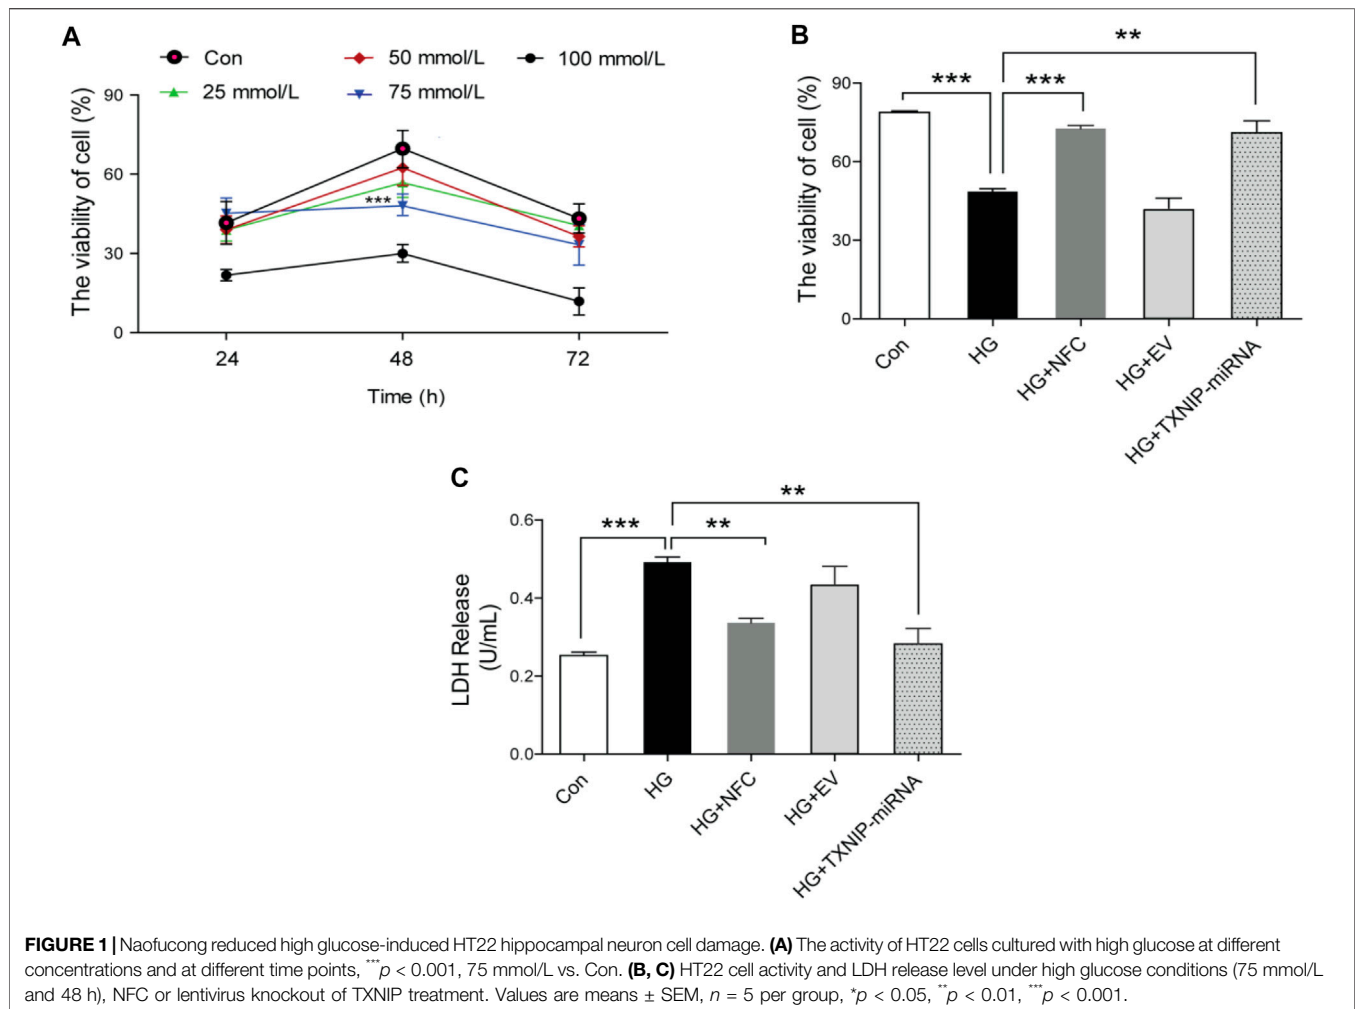 A
Con
50 mmol/L
100 mmol/L
25 mmol/L
75 mmol/L
The viability of cell (%)
90
60
30
0
***
24
48
72
Time (h)
B
**
***
***
The viability of cell (%)
90
60
30
0
Con
HG
HG+NFC
HG+EV
HG+TXNIP-miRNA
C
**
***
**
LDH Release
(U/mL)
0.6
0.4
0.2
0.0
Con
HG
HG+NFC
HG+EV
HG+TXNIP-miRNA
FIGURE 1 | Naofucong reduced high glucose-induced HT22 hippocampal neuron cell damage. (A) The activity of HT22 cells cultured with high glucose at different
concentrations and at different time points, ***p < 0.001, 75 mmol/L vs. Con. (B, C) HT22 cell activity and LDH release level under high glucose conditions (75 mmol/L
and 48 h), NFC or lentivirus knockout of TXNIP treatment. Values are means ± SEM, n = 5 per group, *p < 0.05, **p < 0.01, ***p < 0.001.